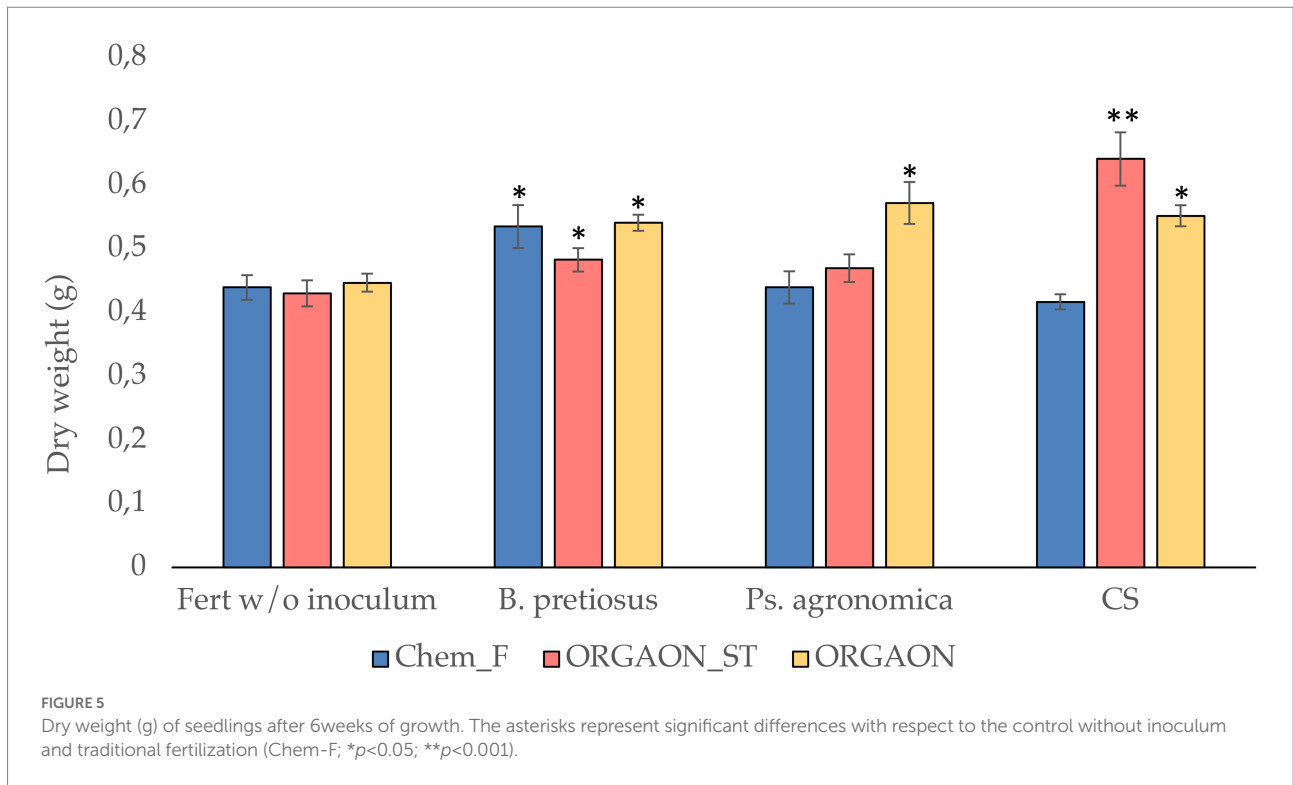 0,8
0,7
0,6
0,5
0,4
0,3
0,2
0,1
0
Dry weight (g)
* * * * ** *
Fert w/o inoculum B. pretiosus Ps. agronomica CS
Chem_F ORGAON_ST ORGAON
FIGURE 5
Dry weight (g) of seedlings after 6weeks of growth. The asterisks represent significant differences with respect to the control without inoculum
and traditional fertilization (Chem-F; *p<0.05; **p<0.001).